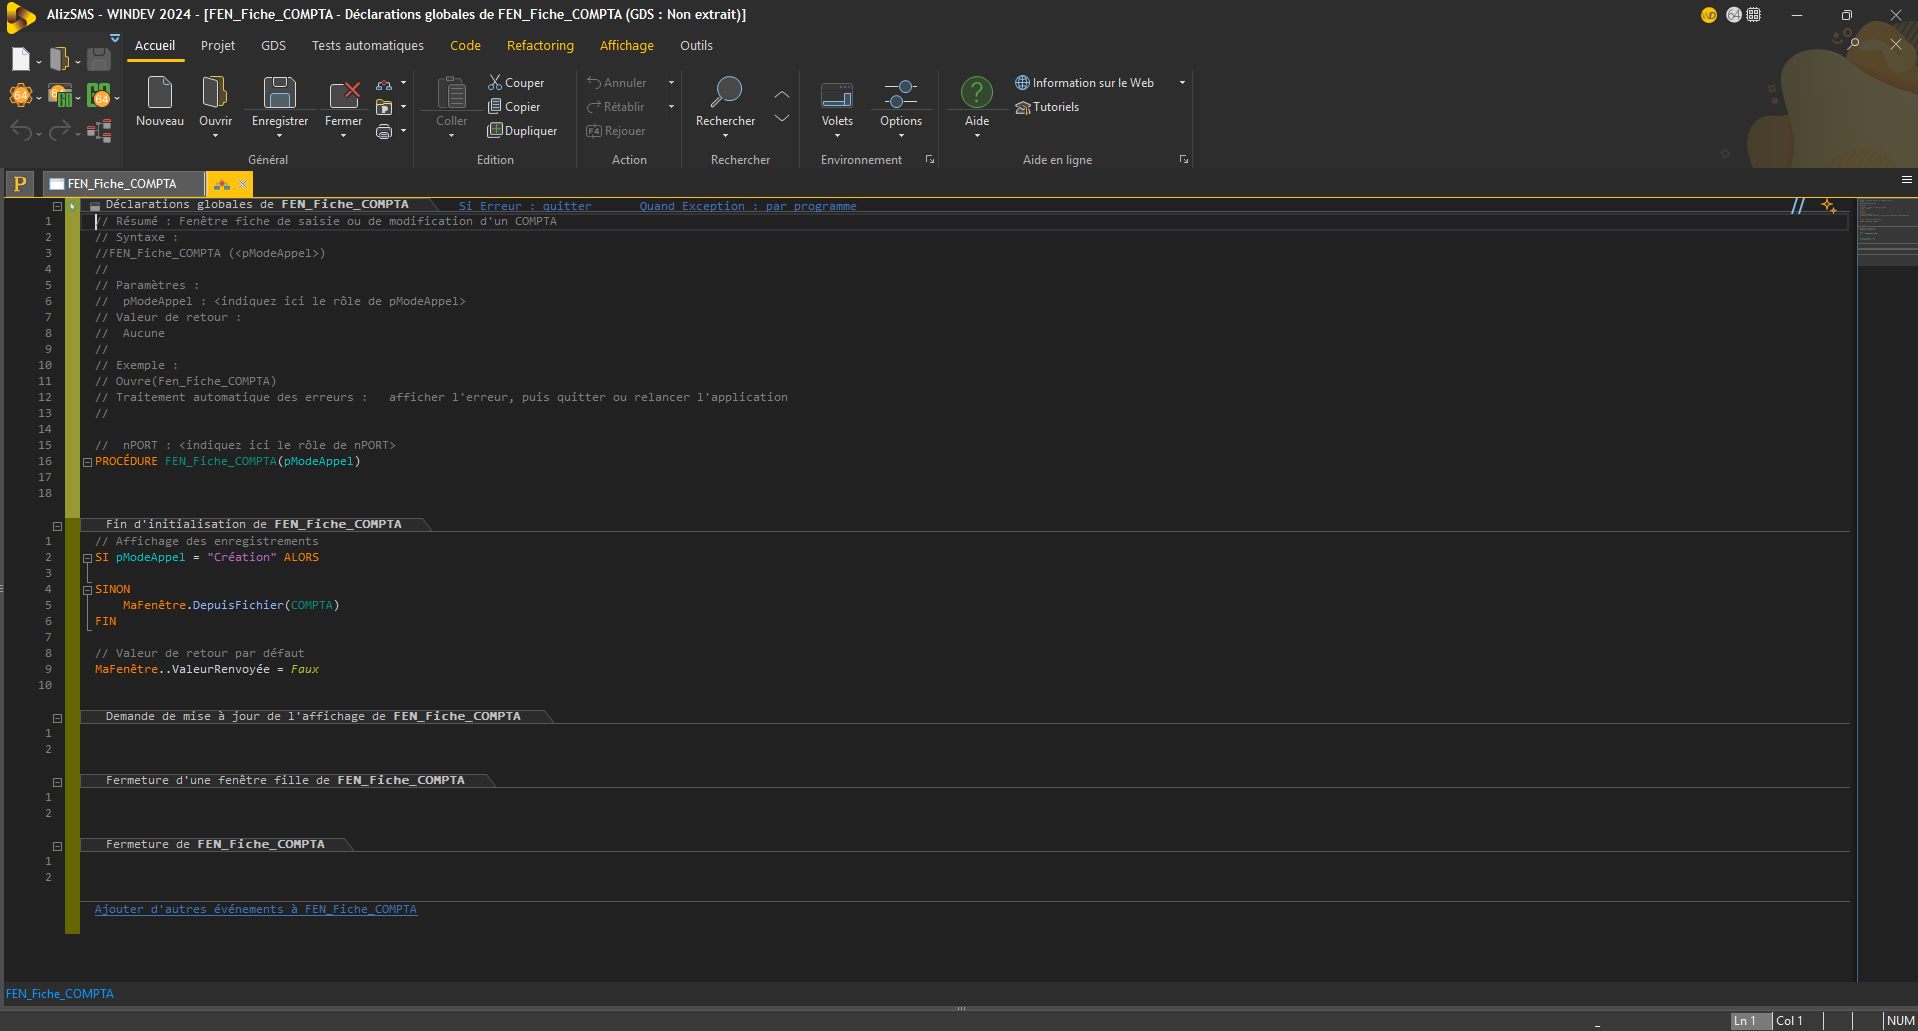 AlizSMS - WINDEV 2024 - [FEN_Fiche_COMPTA - Déclarations globales de FEN_Fiche_COMPTA (GDS : Non extrait)]
WD 64
Accueil Projet GDS Tests automatiques Code Refactoring Affichage Outils
Nouveau Ouvrir Enregistrer Fermer
Coller Couper
Copier
Dupliquer
Annuler
Rétablir
Rejouer
Rechercher Volets Options Aide
Information sur le Web
Tutoriels
Général Edition Action Rechercher Environnement Aide en ligne
FEN_Fiche_COMPTA
Déclarations globales de FEN_Fiche_COMPTA Si Erreur : quitter Quand Exception : par programme
1 // Résumé : Fenêtre fiche de saisie ou de modification d'un COMPTA
2 // Syntaxe :
3 //FEN_Fiche_COMPTA (<pModeAppel>)
4 //
5 // Paramètres :
6 // pModeAppel : <indiquez ici le rôle de pModeAppel>
7 // Valeur de retour :
8 // Aucune
9 //
10 // Exemple :
11 // Ouvre(Fen_Fiche_COMPTA)
12 // Traitement automatique des erreurs : afficher l'erreur, puis quitter ou relancer l'application
13 //
14
15 // nPORT : <indiquez ici le rôle de nPORT>
16 PROCÉDURE FEN_Fiche_COMPTA(pModeAppel)
17
18
Fin d'initialisation de FEN_Fiche_COMPTA
1 // Affichage des enregistrements
2 SI pModeAppel = "Création" ALORS
3
4 SINON
5 MaFenêtre.DepuisFichier(COMPTA)
6 FIN
7
8 // Valeur de retour par défaut
9 MaFenêtre..ValeurRenvoyée = Faux
10
Demande de mise à jour de l'affichage de FEN_Fiche_COMPTA
1
2
Fermeture d'une fenêtre fille de FEN_Fiche_COMPTA
1
2
Fermeture de FEN_Fiche_COMPTA
1
2
Ajouter d'autres événements à FEN_Fiche_COMPTA
FEN_Fiche_COMPTA
Ln 1 Col 1 NUM